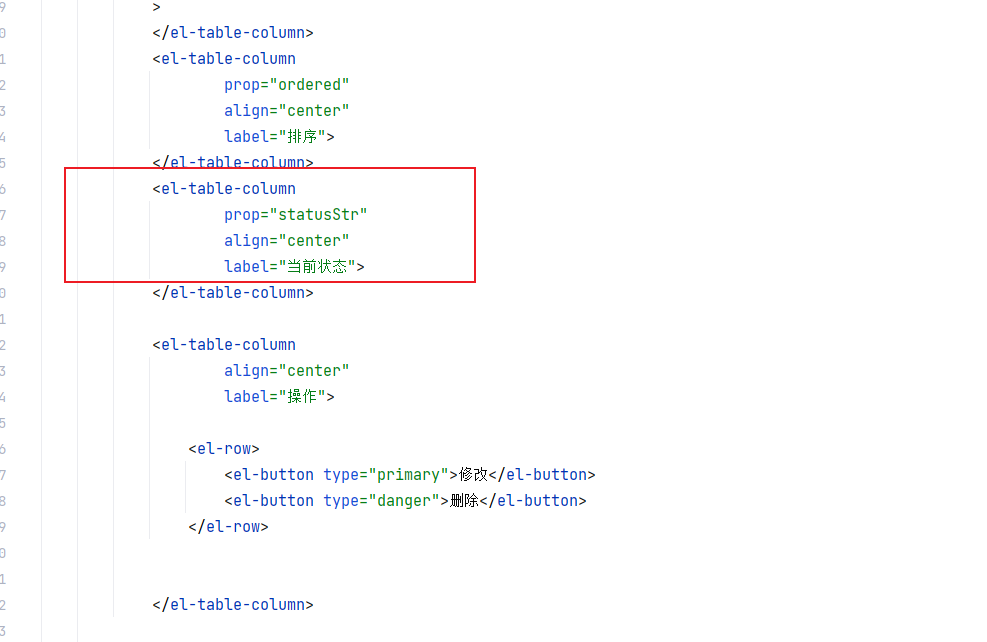 9 >
0 </el-table-column>
1 <el-table-column
2 prop="ordered"
3 align="center"
4 label="排序">
5 </el-table-column>
6 <el-table-column
7 prop="statusStr"
8 align="center"
9 label="当前状态">
0 </el-table-column>
1
2 <el-table-column
3 align="center"
4 label="操作">
5
6 <el-row>
7 <el-button type="primary">修改</el-button>
8 <el-button type="danger">删除</el-button>
9 </el-row>
0
1
2 </el-table-column>
3